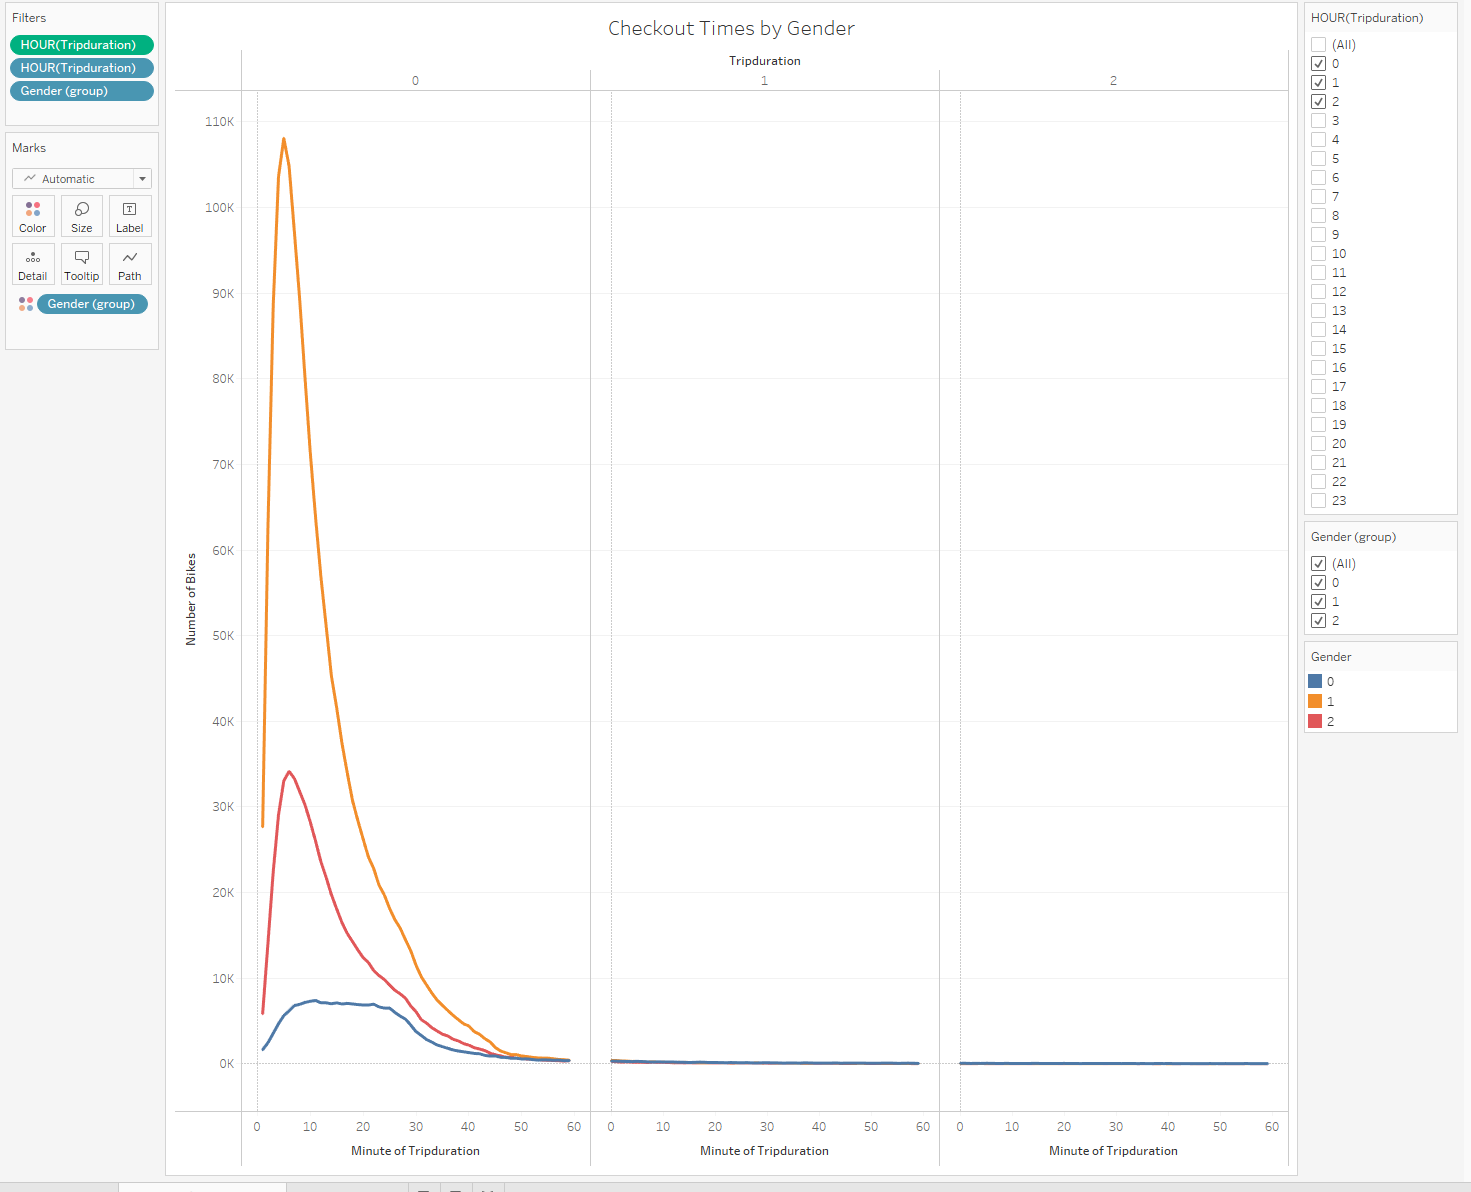 Filters
HOUR(Tripduration)
HOUR(Tripduration)
Gender (group)
Marks
Automatic
Color Size Label
Detail Tooltip Path
Gender (group)
Checkout Times by Gender
Tripduration
0 1 2
Number of Bikes
110K
100K
90K
80K
70K
60K
50K
40K
30K
20K
10K
0K
0 10 20 30 40 50 60 0 10 20 30 40 50 60 0 10 20 30 40 50 60
Minute of Tripduration Minute of Tripduration Minute of Tripduration
HOUR(Tripduration)
(All)
0
1
2
3
4
5
6
7
8
9
10
11
12
13
14
15
16
17
18
19
20
21
22
23
Gender (group)
(All)
0
1
2
Gender
0
1
2